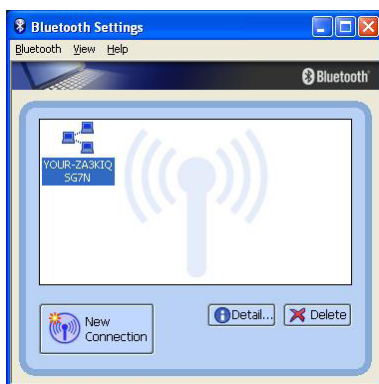 Bluetooth Settings
Bluetooth View Help
Bluetooth
YOUR-ZA3KIQ
SG7N
New
Connection
Detail...
Delete